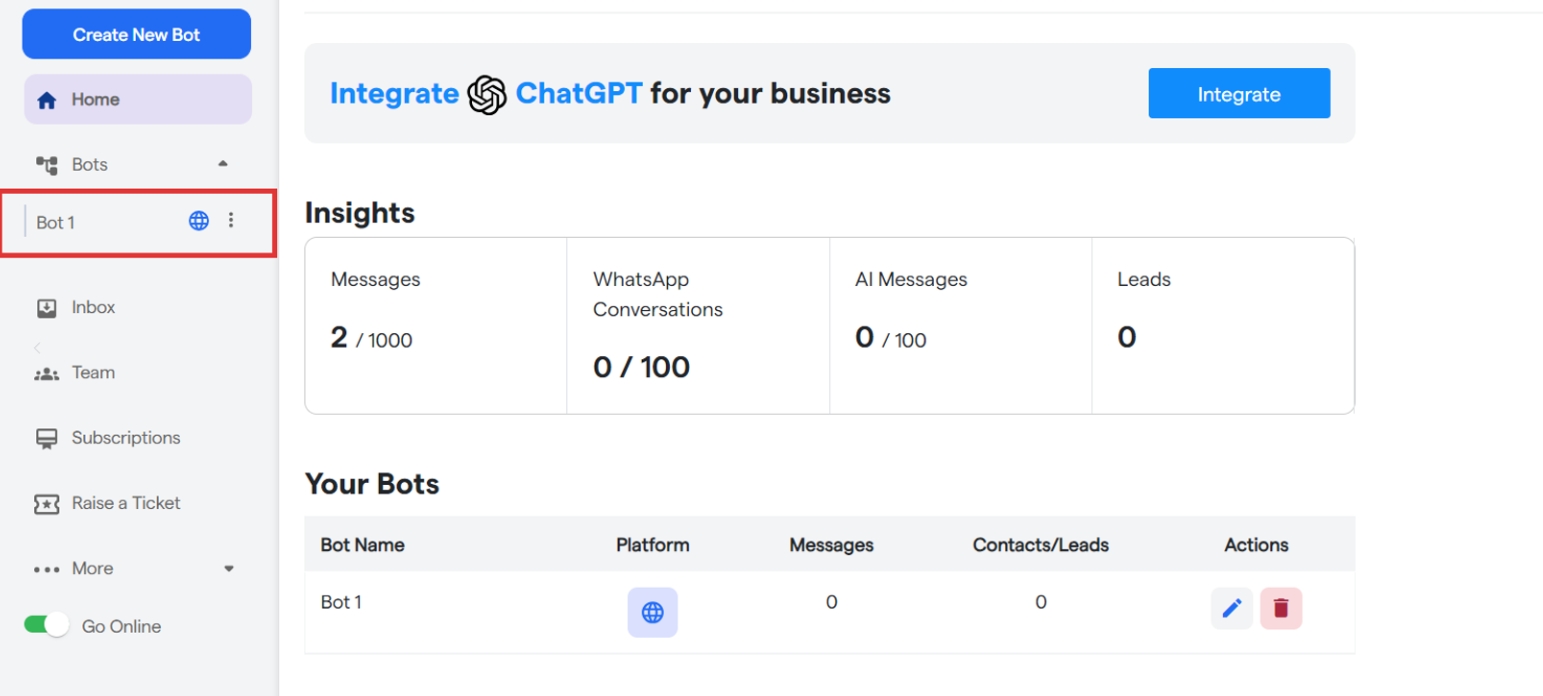 Create New Bot
Home
Bots
Bot 1
Inbox
Team
Subscriptions
Raise a Ticket
More
Go Online
Integrate ChatGPT for your business
Integrate
Insights
Messages
2 / 1000
WhatsApp
Conversations
0 / 100
AI Messages
0 / 100
Leads
0
Your Bots
Bot Name Platform Messages Contacts/Leads Actions
Bot 1 0 0